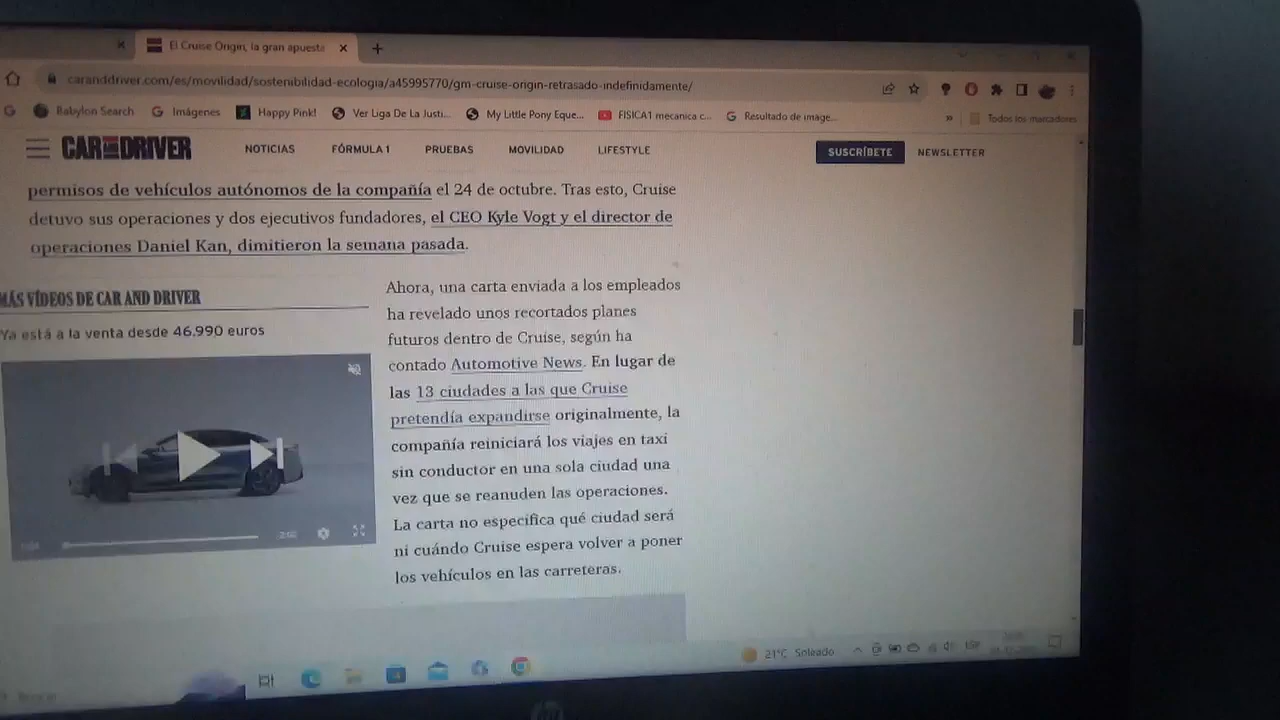 El Cruise Origin, la gran apuesta
caranddriver.com/es/movilidad/sostenibilidad-ecologia/a45995770/gm-cruise-origin-retrasado-indefinidamente/
Babylon Search
Imágenes
Happy Pink!
Ver Liga De La Justi...
My Little Pony Eque...
FISICA1 mecanica c...
Resultado de image...
»
Todos los marcadores
CAR AND DRIVER
NOTICIAS
FÓRMULA 1
PRUEBAS
MOVILIDAD
LIFESTYLE
SUSCRÍBETE
NEWSLETTER
permisos de vehículos autónomos de la compañía el 24 de octubre. Tras esto, Cruise
detuvo sus operaciones y dos ejecutivos fundadores, el CEO Kyle Vogt y el director de
operaciones Daniel Kan, dimitieron la semana pasada.
MÁS VÍDEOS DE CAR AND DRIVER
Ya está a la venta desde 46.990 euros
Ahora, una carta enviada a los empleados
ha revelado unos recortados planes
futuros dentro de Cruise, según ha
contado Automotive News. En lugar de
las 13 ciudades a las que Cruise
pretendía expandirse originalmente, la
compañía reiniciará los viajes en taxi
sin conductor en una sola ciudad una
vez que se reanuden las operaciones.
La carta no especifica qué ciudad será
ni cuándo Cruise espera volver a poner
los vehículos en las carreteras.
21°C Soleado
ESP
hp